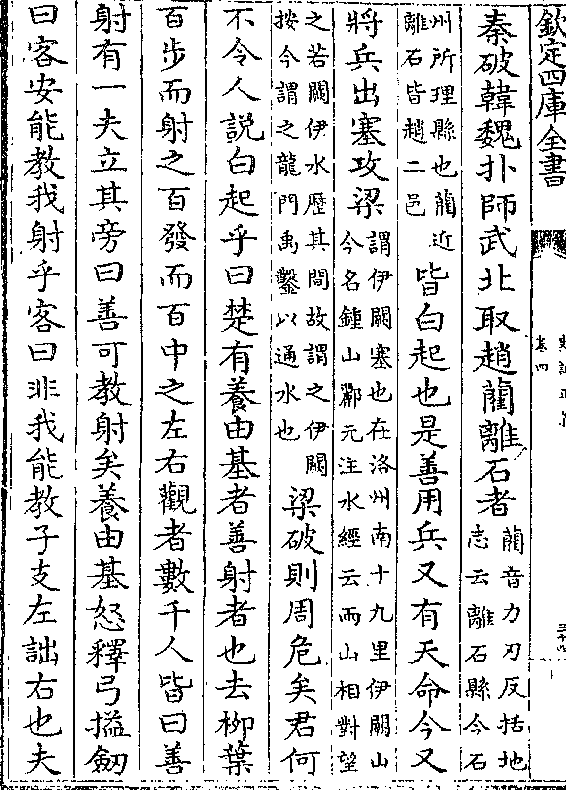 欽定四庫全書
卷四
秦破韓魏扑師武北取趙藺離石者藺音力刃反括地志云離石縣今石
州所理縣也藺近離石皆趙二邑皆白起也是善用兵又有天命今又
將兵出塞攻梁謂伊闕塞也在洛州南十九里伊闕山今名鍾山酈元注水經云兩山相對望
之若闕伊水歷其間故謂之伊闕按今謂之龍門禹鑿以通水也梁破則周危矣君何
不令人説白起乎曰楚有養由基者善射者也去柳葉
百步而射之百發而百中之左右觀者數千人皆曰善
射有一夫立其旁曰善可教射矣養由基怒釋弓搤劒
曰客安能教我射乎客曰非我能教子支左詘右也夫